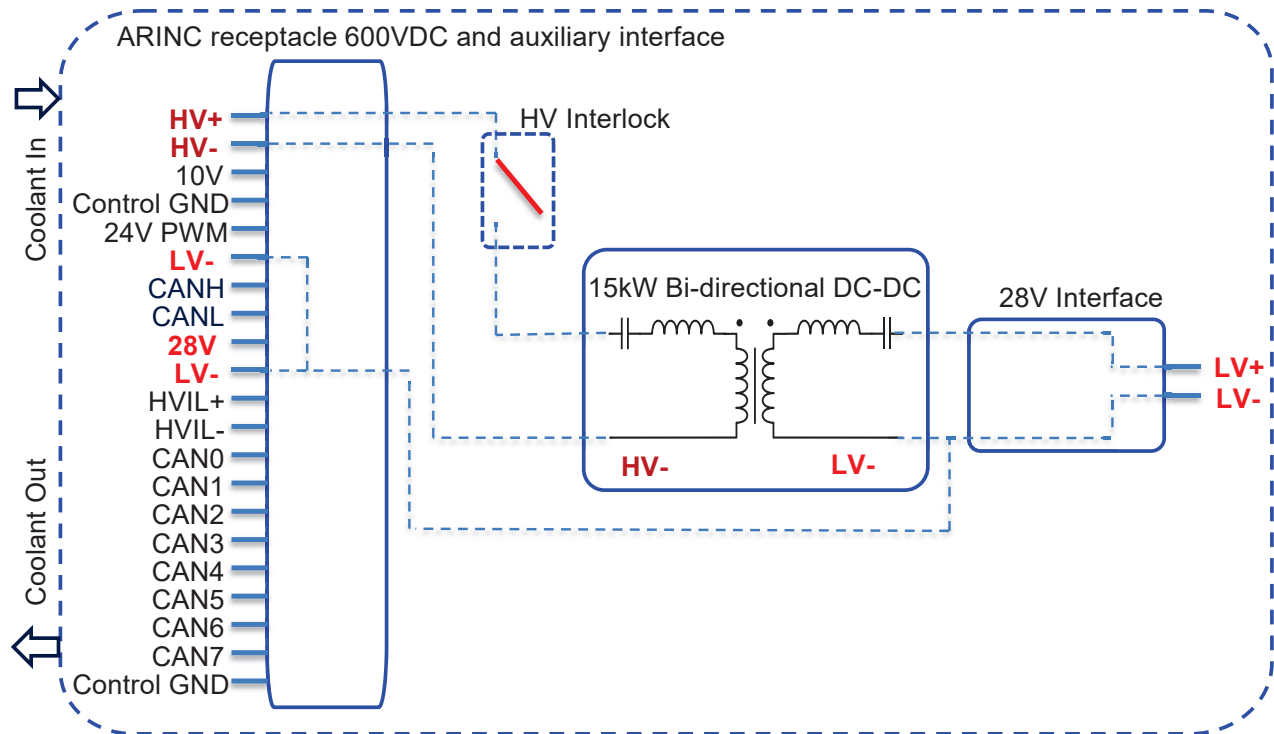 ARINC receptacle 600VDC and auxiliary interface
Coolant In
Coolant Out
HV+
HV-
10V
Control GND
24V PWM
LV-
CANH
CANL
28V
LV-
HVIL+
HVIL-
CAN0
CAN1
CAN2
CAN3
CAN4
CAN5
CAN6
CAN7
Control GND
HV Interlock
15kW Bi-directional DC-DC
HV-
LV-
28V Interface
LV+
LV-